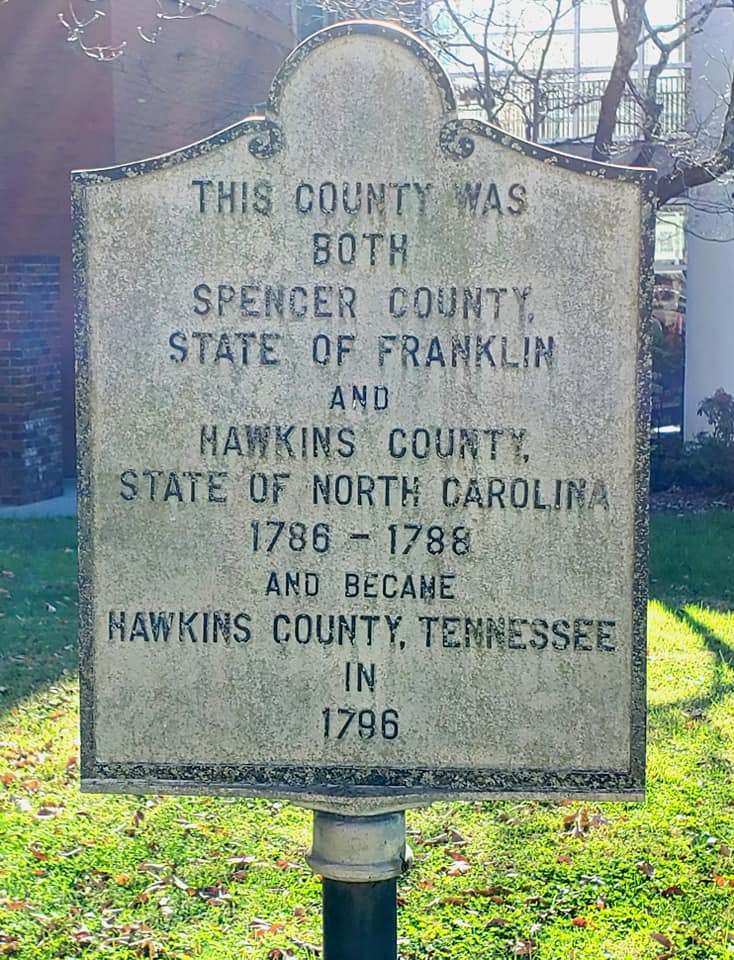 THIS COUNTY WAS
BOTH
SPENCER COUNTY,
STATE OF FRANKLIN
AND
HAWKINS COUNTY,
STATE OF NORTH CAROLINA
1786 - 1788
AND BECAME
HAWKINS COUNTY, TENNESSEE
IN
1796